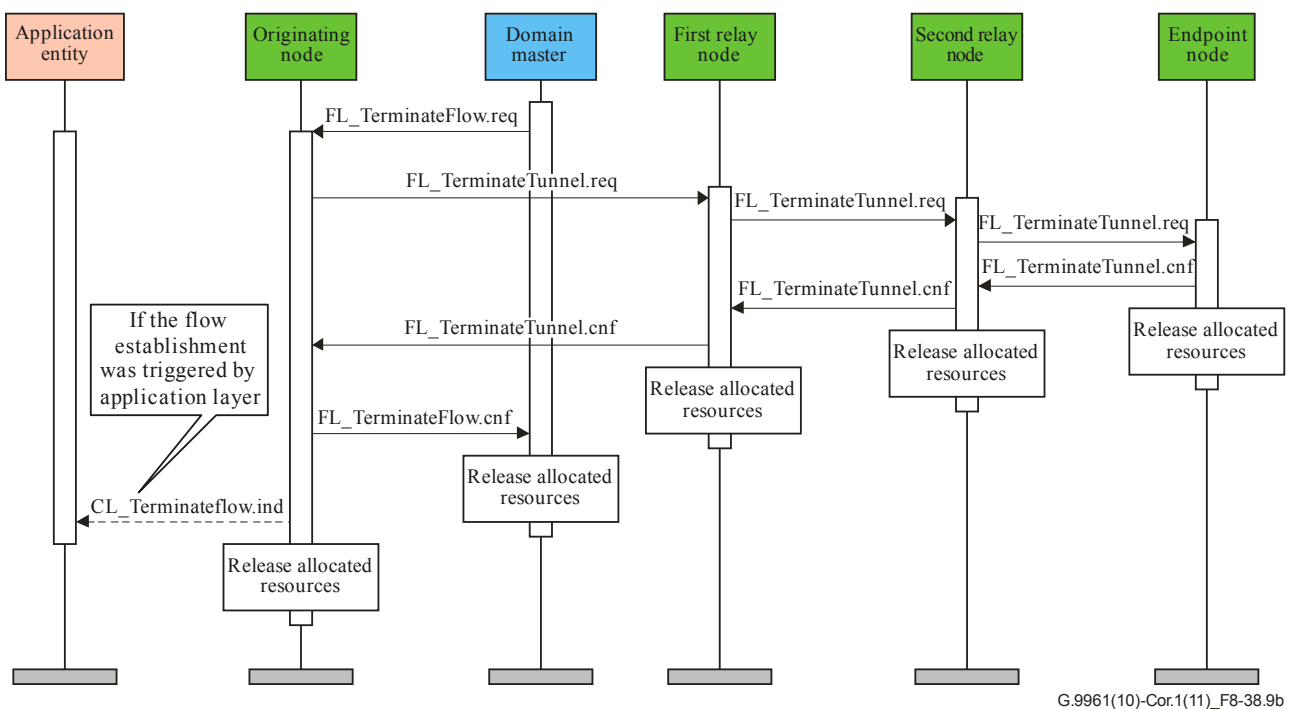 Application
entity
Originating
node
Domain
master
First relay
node
Second relay
node
Endpoint
node
FL_TerminateFlow.req
FL_TerminateTunnel.req
FL_TerminateTunnel.req
FL_TerminateTunnel.req
FL_TerminateTunnel.cnf
FL_TerminateTunnel.cnf
FL_TerminateTunnel.cnf
If the flow
establishment
was triggered by
application layer
Release allocated
resources
Release allocated
resources
Release allocated
resources
FL_TerminateFlow.cnf
Release allocated
resources
CL_Terminateflow.ind
Release allocated
resources
G.9961(10)-Cor.1(11)_F8-38.9b